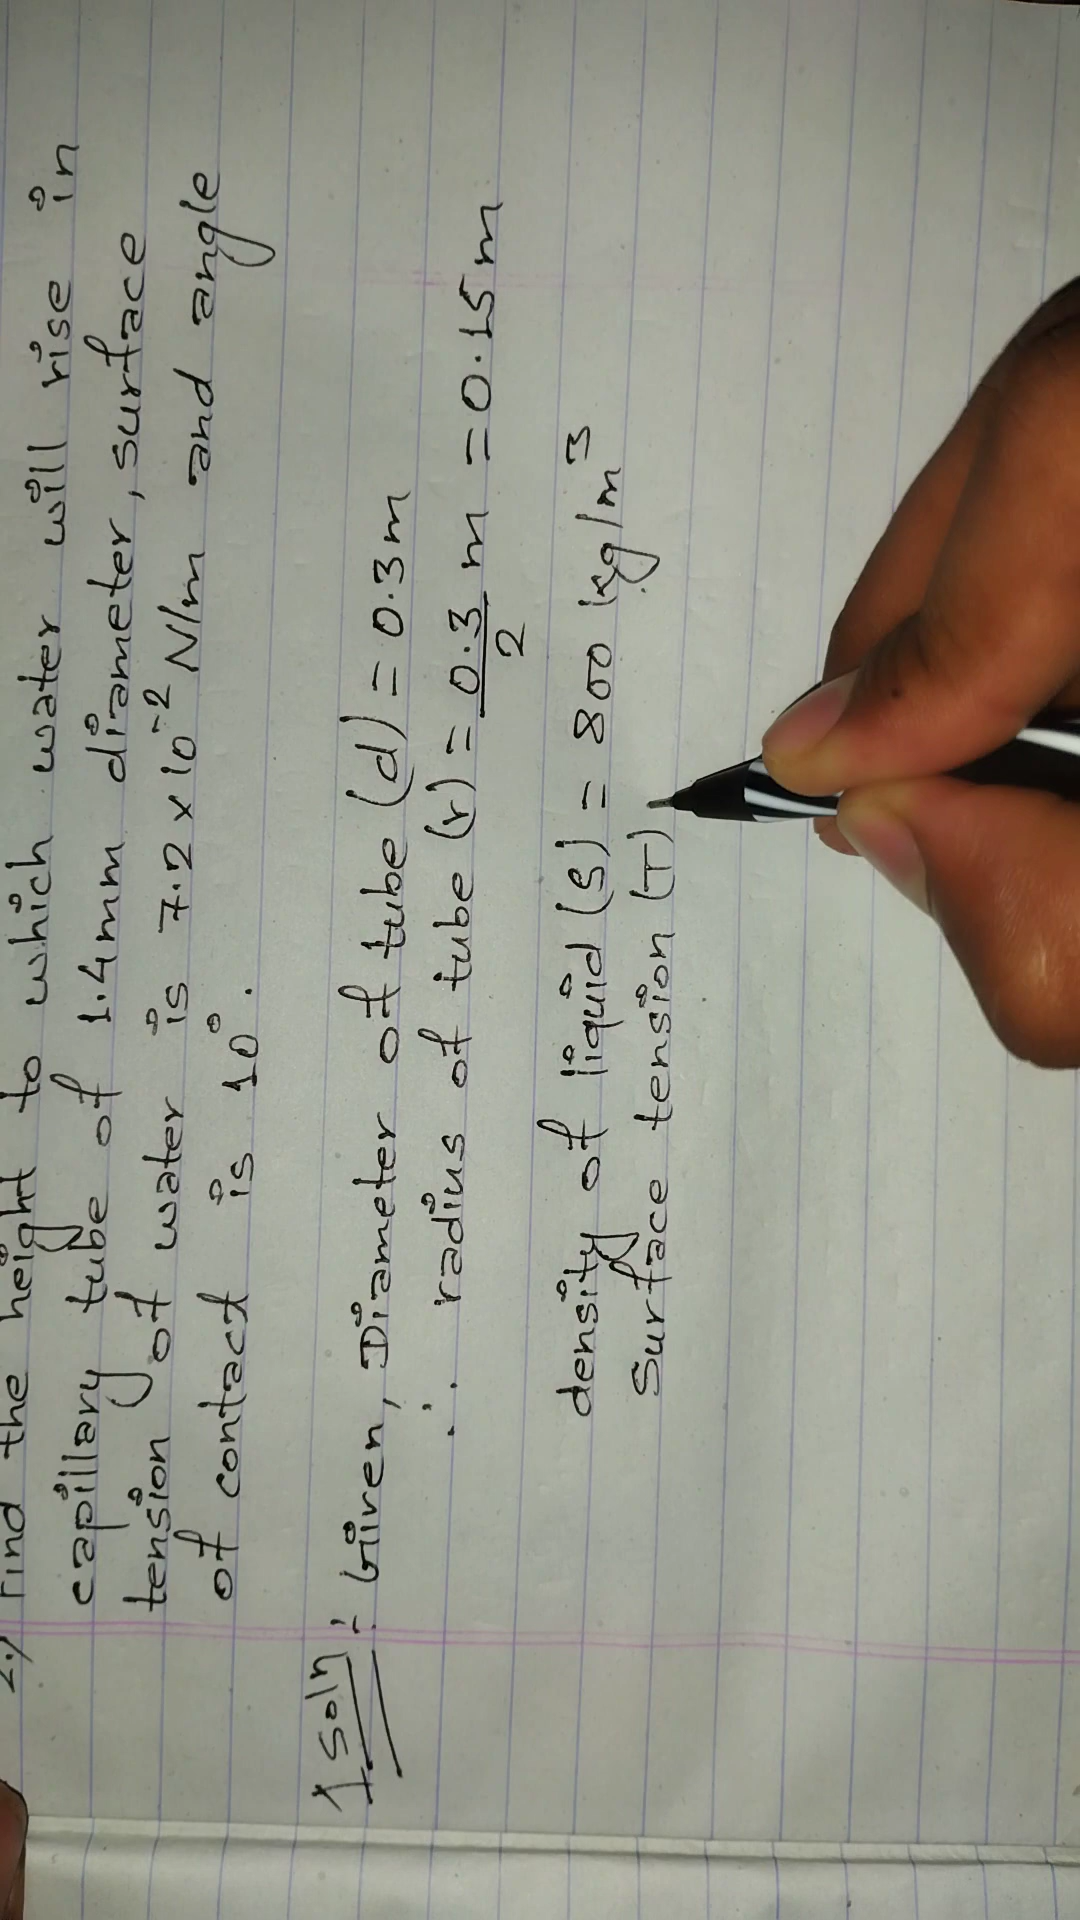 2.) Find the height to which water will rise in
capillary tube of 1.4mm diameter, surface
tension of water is 7.2 x 10⁻² N/m and angle
of contact is 10°.
1 soln :- Given, Diameter of tube (d) = 0.3m
∴ radius of tube (r) = 0.3/2 m = 0.15m
density of liquid (ρ) = 800 kg/m³
Surface tension (T)